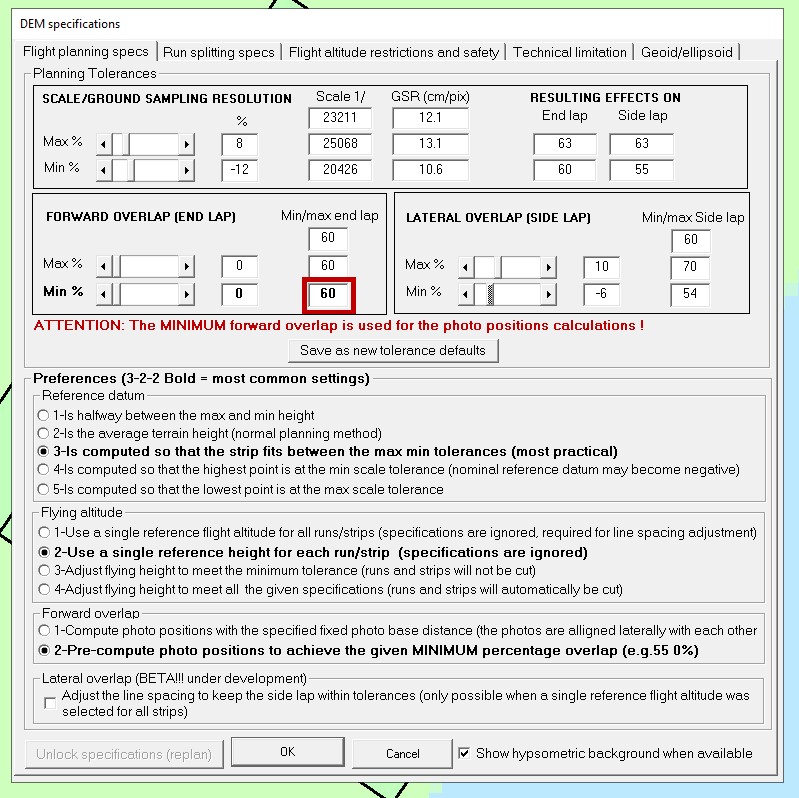 DEM specifications
Flight planning specs Run splitting specs Flight altitude restrictions and safety Technical limitation Geoid/ellipsoid
Planning Tolerances
SCALE/GROUND SAMPLING RESOLUTION Scale 1/ GSR (cm/pix) RESULTING EFFECTS ON
% 23211 12.1 End lap Side lap
Max % 8 25068 13.1 63 63
Min % -12 20426 10.6 60 55
FORWARD OVERLAP (END LAP) Min/max end lap
60
Max % 0 60
Min % 0 60
LATERAL OVERLAP (SIDE LAP) Min/max Side lap
60
Max % 10 70
Min % -6 54
ATTENTION: The MINIMUM forward overlap is used for the photo positions calculations !
Save as new tolerance defaults
Preferences (3-2-2 Bold = most common settings)
Reference datum
1-Is halfway between the max and min height
2-Is the average terrain height (normal planning method)
3-Is computed so that the strip fits between the max min tolerances (most practical)
4-Is computed so that the highest point is at the min scale tolerance (nominal reference datum may become negative)
5-Is computed so that the lowest point is at the max scale tolerance
Flying altitude
1-Use a single reference flight altitude for all runs/strips (specifications are ignored, required for line spacing adjustment)
2-Use a single reference height for each run/strip (specifications are ignored)
3-Adjust flying height to meet the minimum tolerance (runs and strips will not be cut)
4-Adjust flying height to meet all the given specifications (runs and strips will automatically be cut)
Forward overlap
1-Compute photo positions with the specified fixed photo base distance (the photos are alligned laterally with each other
2-Pre-compute photo positions to achieve the given MINIMUM percentage overlap (e.g.55 0%)
Lateral overlap (BETA!!! under development)
Adjust the line spacing to keep the side lap within tolerances (only possible when a single reference flight altitude was
selected for all strips)
Unlock specifications (replan) OK Cancel Show hypsometric background when available